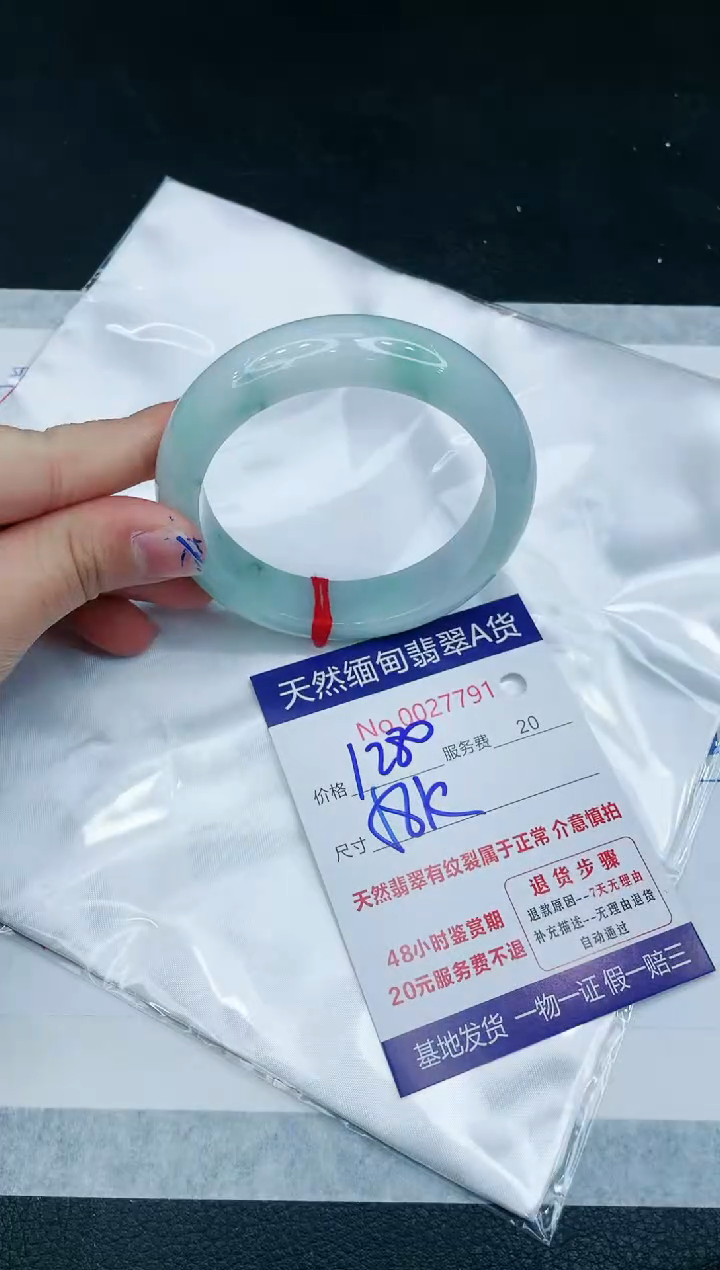 天然缅甸翡翠A货
No 0027791
价格 1280 服务费 20
尺寸
天然翡翠有纹裂属于正常 介意慎拍
48小时鉴赏期
20元服务费不退
退货步骤
退款原因--7天无理由
补充描述--无理由退货
自动通过
基地发货 一物一证 假一赔三